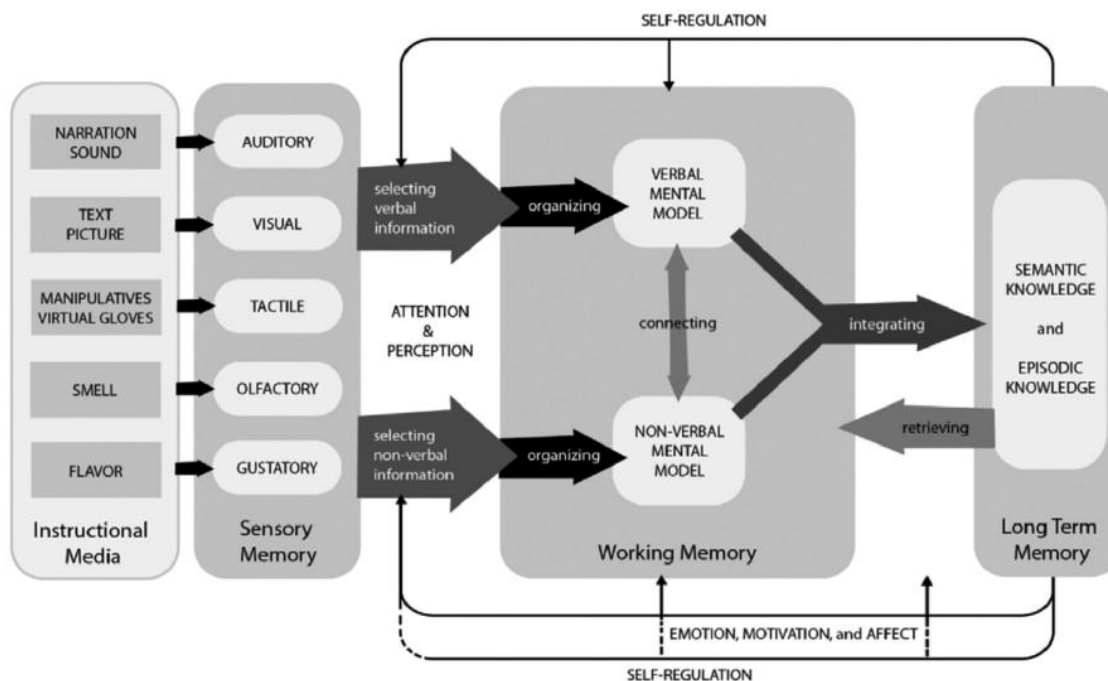 SELF-REGULATION
NARRATION
SOUND
AUDITORY
TEXT
PICTURE
VISUAL
MANIPULATIVES
VIRTUAL GLOVES
TACTILE
SMELL
OLFACTORY
FLAVOR
GUSTATORY
Instructional
Media
Sensory
Memory
selecting
verbal
information
organizing
VERBAL
MENTAL
MODEL
ATTENTION
&
PERCEPTION
connecting
integrating
selecting
non-verbal
information
organizing
NON-VERBAL
MENTAL
MODEL
Working Memory
SEMANTIC
KNOWLEDGE
and
EPISODIC
KNOWLEDGE
retrieving
Long Term
Memory
EMOTION, MOTIVATION, and AFFECT
SELF-REGULATION